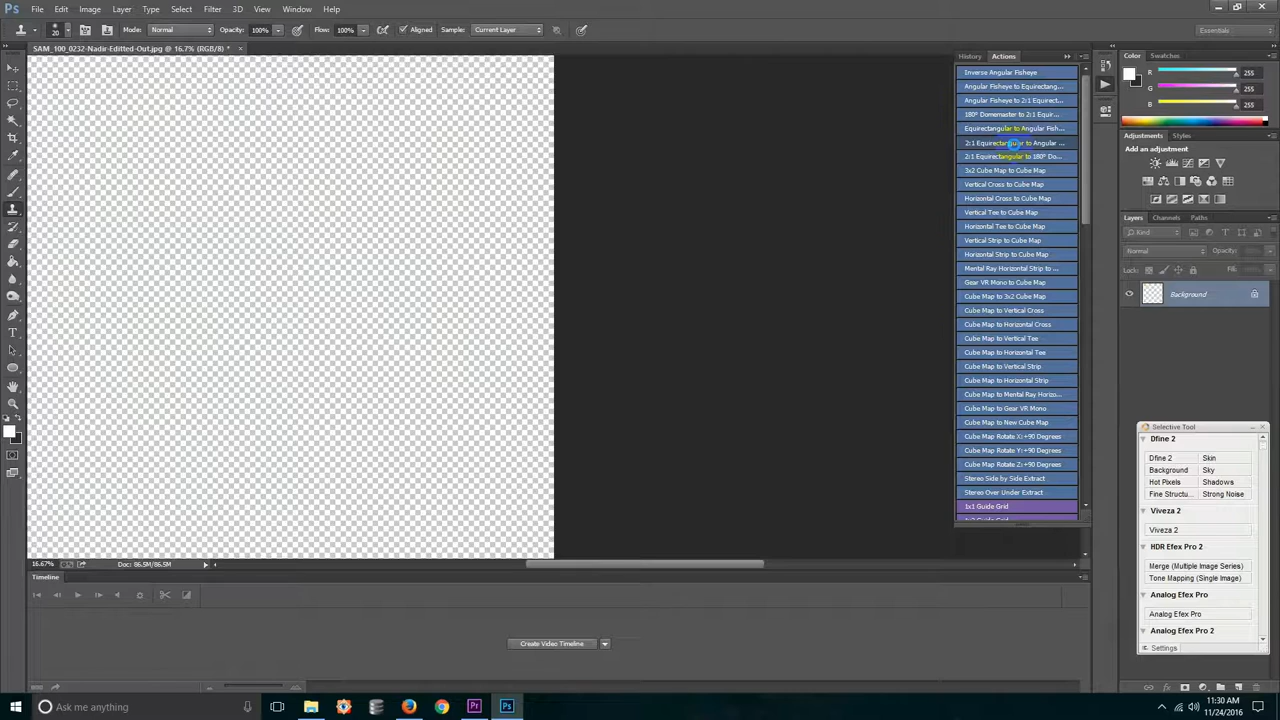 Ps File Edit Image Layer Type Select Filter 3D View Window Help
20 Mode: Normal Opacity: 100% Flow: 100% Aligned Sample: Current Layer Essentials
SAM_100_0232-Nadir-Editted-Out.jpg @ 16.7% (RGB/8) * ×
History Actions
Inverse Angular Fisheye
Angular Fisheye to Equirectang...
Angular Fisheye to 2:1 Equirect...
180º Domemaster to 2:1 Equir...
Equirectangular to Angular Fish...
2:1 Equirectangular to Angular ...
2:1 Equirectangular to 180º Do...
3x2 Cube Map to Cube Map
Vertical Cross to Cube Map
Horizontal Cross to Cube Map
Vertical Tee to Cube Map
Horizontal Tee to Cube Map
Vertical Strip to Cube Map
Horizontal Strip to Cube Map
Mental Ray Horizontal Strip to ...
Gear VR Mono to Cube Map
Cube Map to 3x2 Cube Map
Cube Map to Vertical Cross
Cube Map to Horizontal Cross
Cube Map to Vertical Tee
Cube Map to Horizontal Tee
Cube Map to Vertical Strip
Cube Map to Horizontal Strip
Cube Map to Mental Ray Horizo...
Cube Map to Gear VR Mono
Cube Map to New Cube Map
Cube Map Rotate X:+90 Degrees
Cube Map Rotate Y:+90 Degrees
Cube Map Rotate Z:+90 Degrees
Stereo Side by Side Extract
Stereo Over Under Extract
1x1 Guide Grid
Color Swatches
R 255
G 255
B 255
Adjustments Styles
Add an adjustment
Layers Channels Paths
Kind
Normal Opacity:
Lock: Fill:
Background
Selective Tool
Dfine 2
Dfine 2 Skin
Background Sky
Hot Pixels Shadows
Fine Structu... Strong Noise
Viveza 2
Viveza 2
HDR Efex Pro 2
Merge (Multiple Image Series)
Tone Mapping (Single Image)
Analog Efex Pro
Analog Efex Pro
Analog Efex Pro 2
Settings
16.67% Doc: 86.5M/86.5M
Timeline
Create Video Timeline
Ask me anything
Pr Ps
11:30 AM
11/24/2016